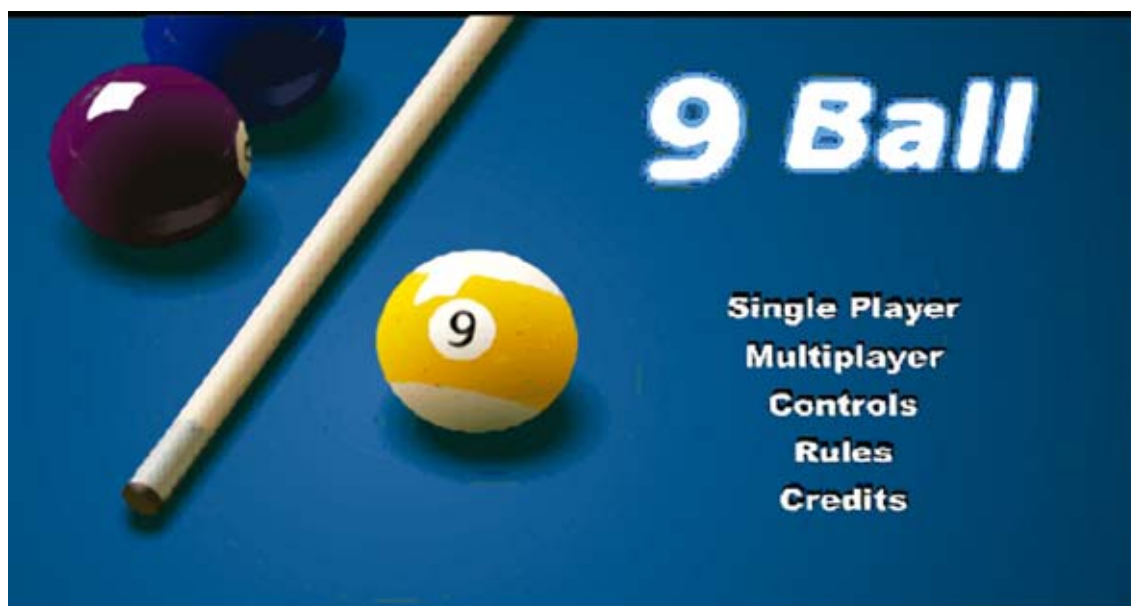 9 Ball
9
Single Player
Multiplayer
Controls
Rules
Credits